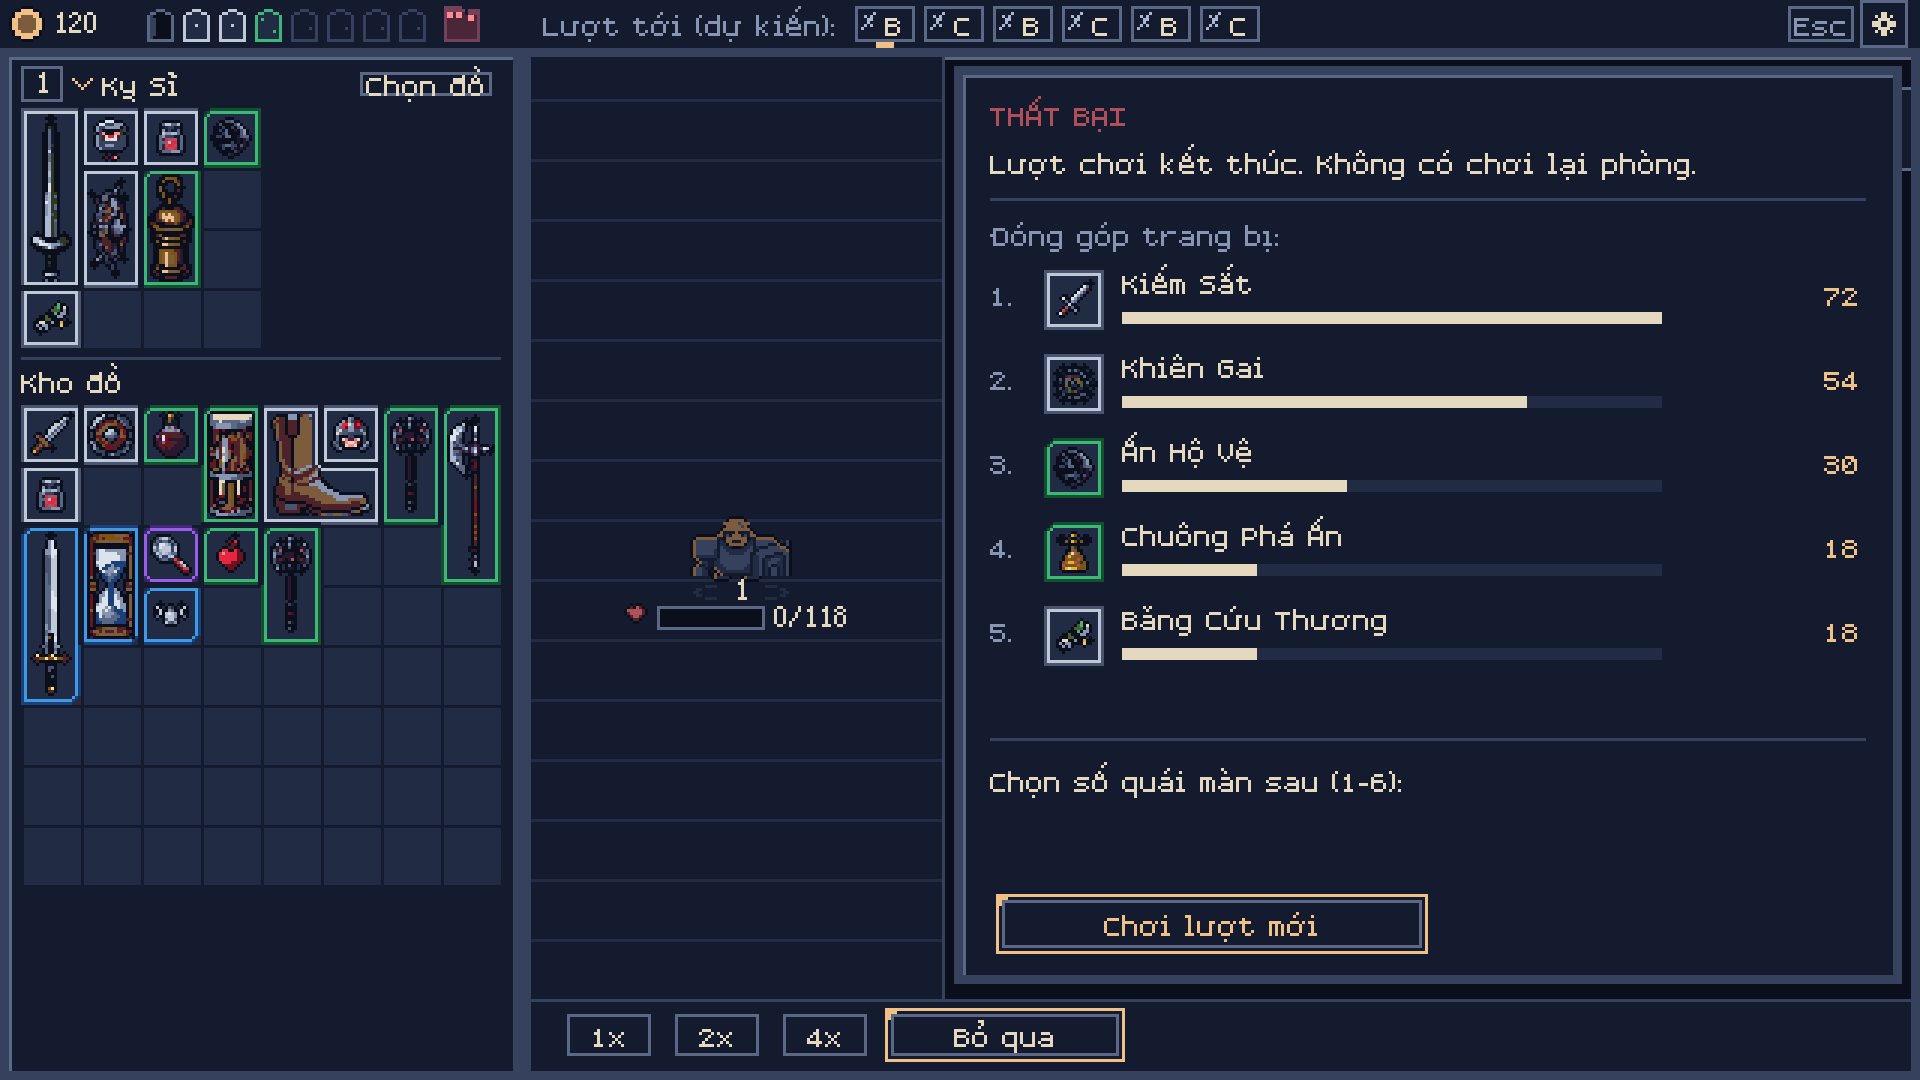 120
Lượt tới (dự kiến):
B C B C B C
Esc
1 Kỵ Sĩ
Chọn đồ
Kho đồ
1
0/118
THẤT BẠI
Lượt chơi kết thúc. Không có chơi lại phòng.
Đóng góp trang bị:
1. Kiếm Sắt 72
2. Khiên Gai 54
3. Ấn Hộ Vệ 30
4. Chuông Phá Ấn 18
5. Băng Cứu Thương 18
Chọn số quái màn sau (1-6):
Chơi lượt mới
1x 2x 4x Bỏ qua